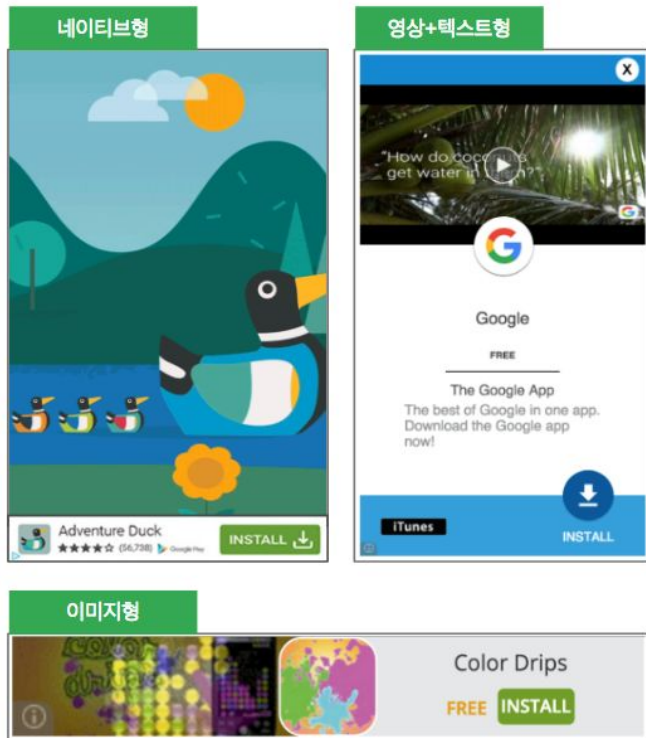 네이티브형
Adventure Duck
★★★★☆ (56,738) Google Play
INSTALL
영상+텍스트형
X
"How do coconuts
get water in them?"
G
Google
FREE
The Google App
The best of Google in one app.
Download the Google app
now!
iTunes
INSTALL
이미지형
Color Drips
FREE INSTALL